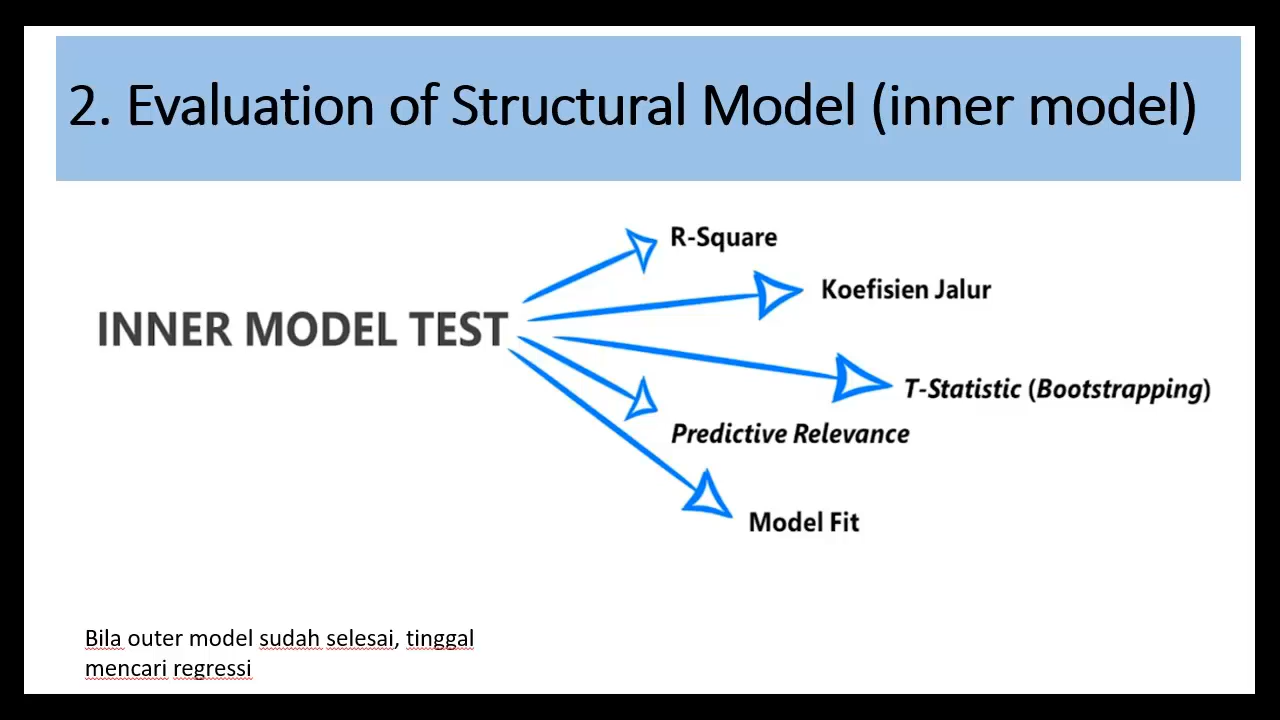 2. Evaluation of Structural Model (inner model)
R-Square
Koefisien Jalur
INNER MODEL TEST
T-Statistic (Bootstrapping)
Predictive Relevance
Model Fit
Bila outer model sudah selesai, tinggal
mencari regressi